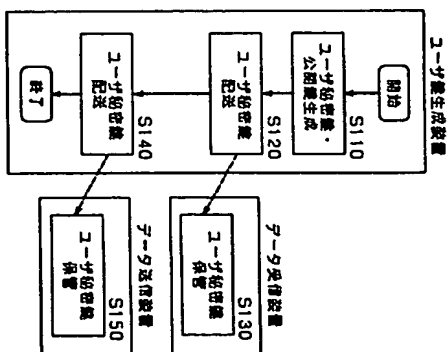 ユーザ鍵生成装置
開始
S110
ユーザ秘密鍵・
公開鍵生成
S120
ユーザ秘密鍵
配送
S140
ユーザ秘密鍵
配送
終了
データ受信装置
S130
ユーザ秘密鍵
保管
データ送信装置
S150
ユーザ秘密鍵
保管